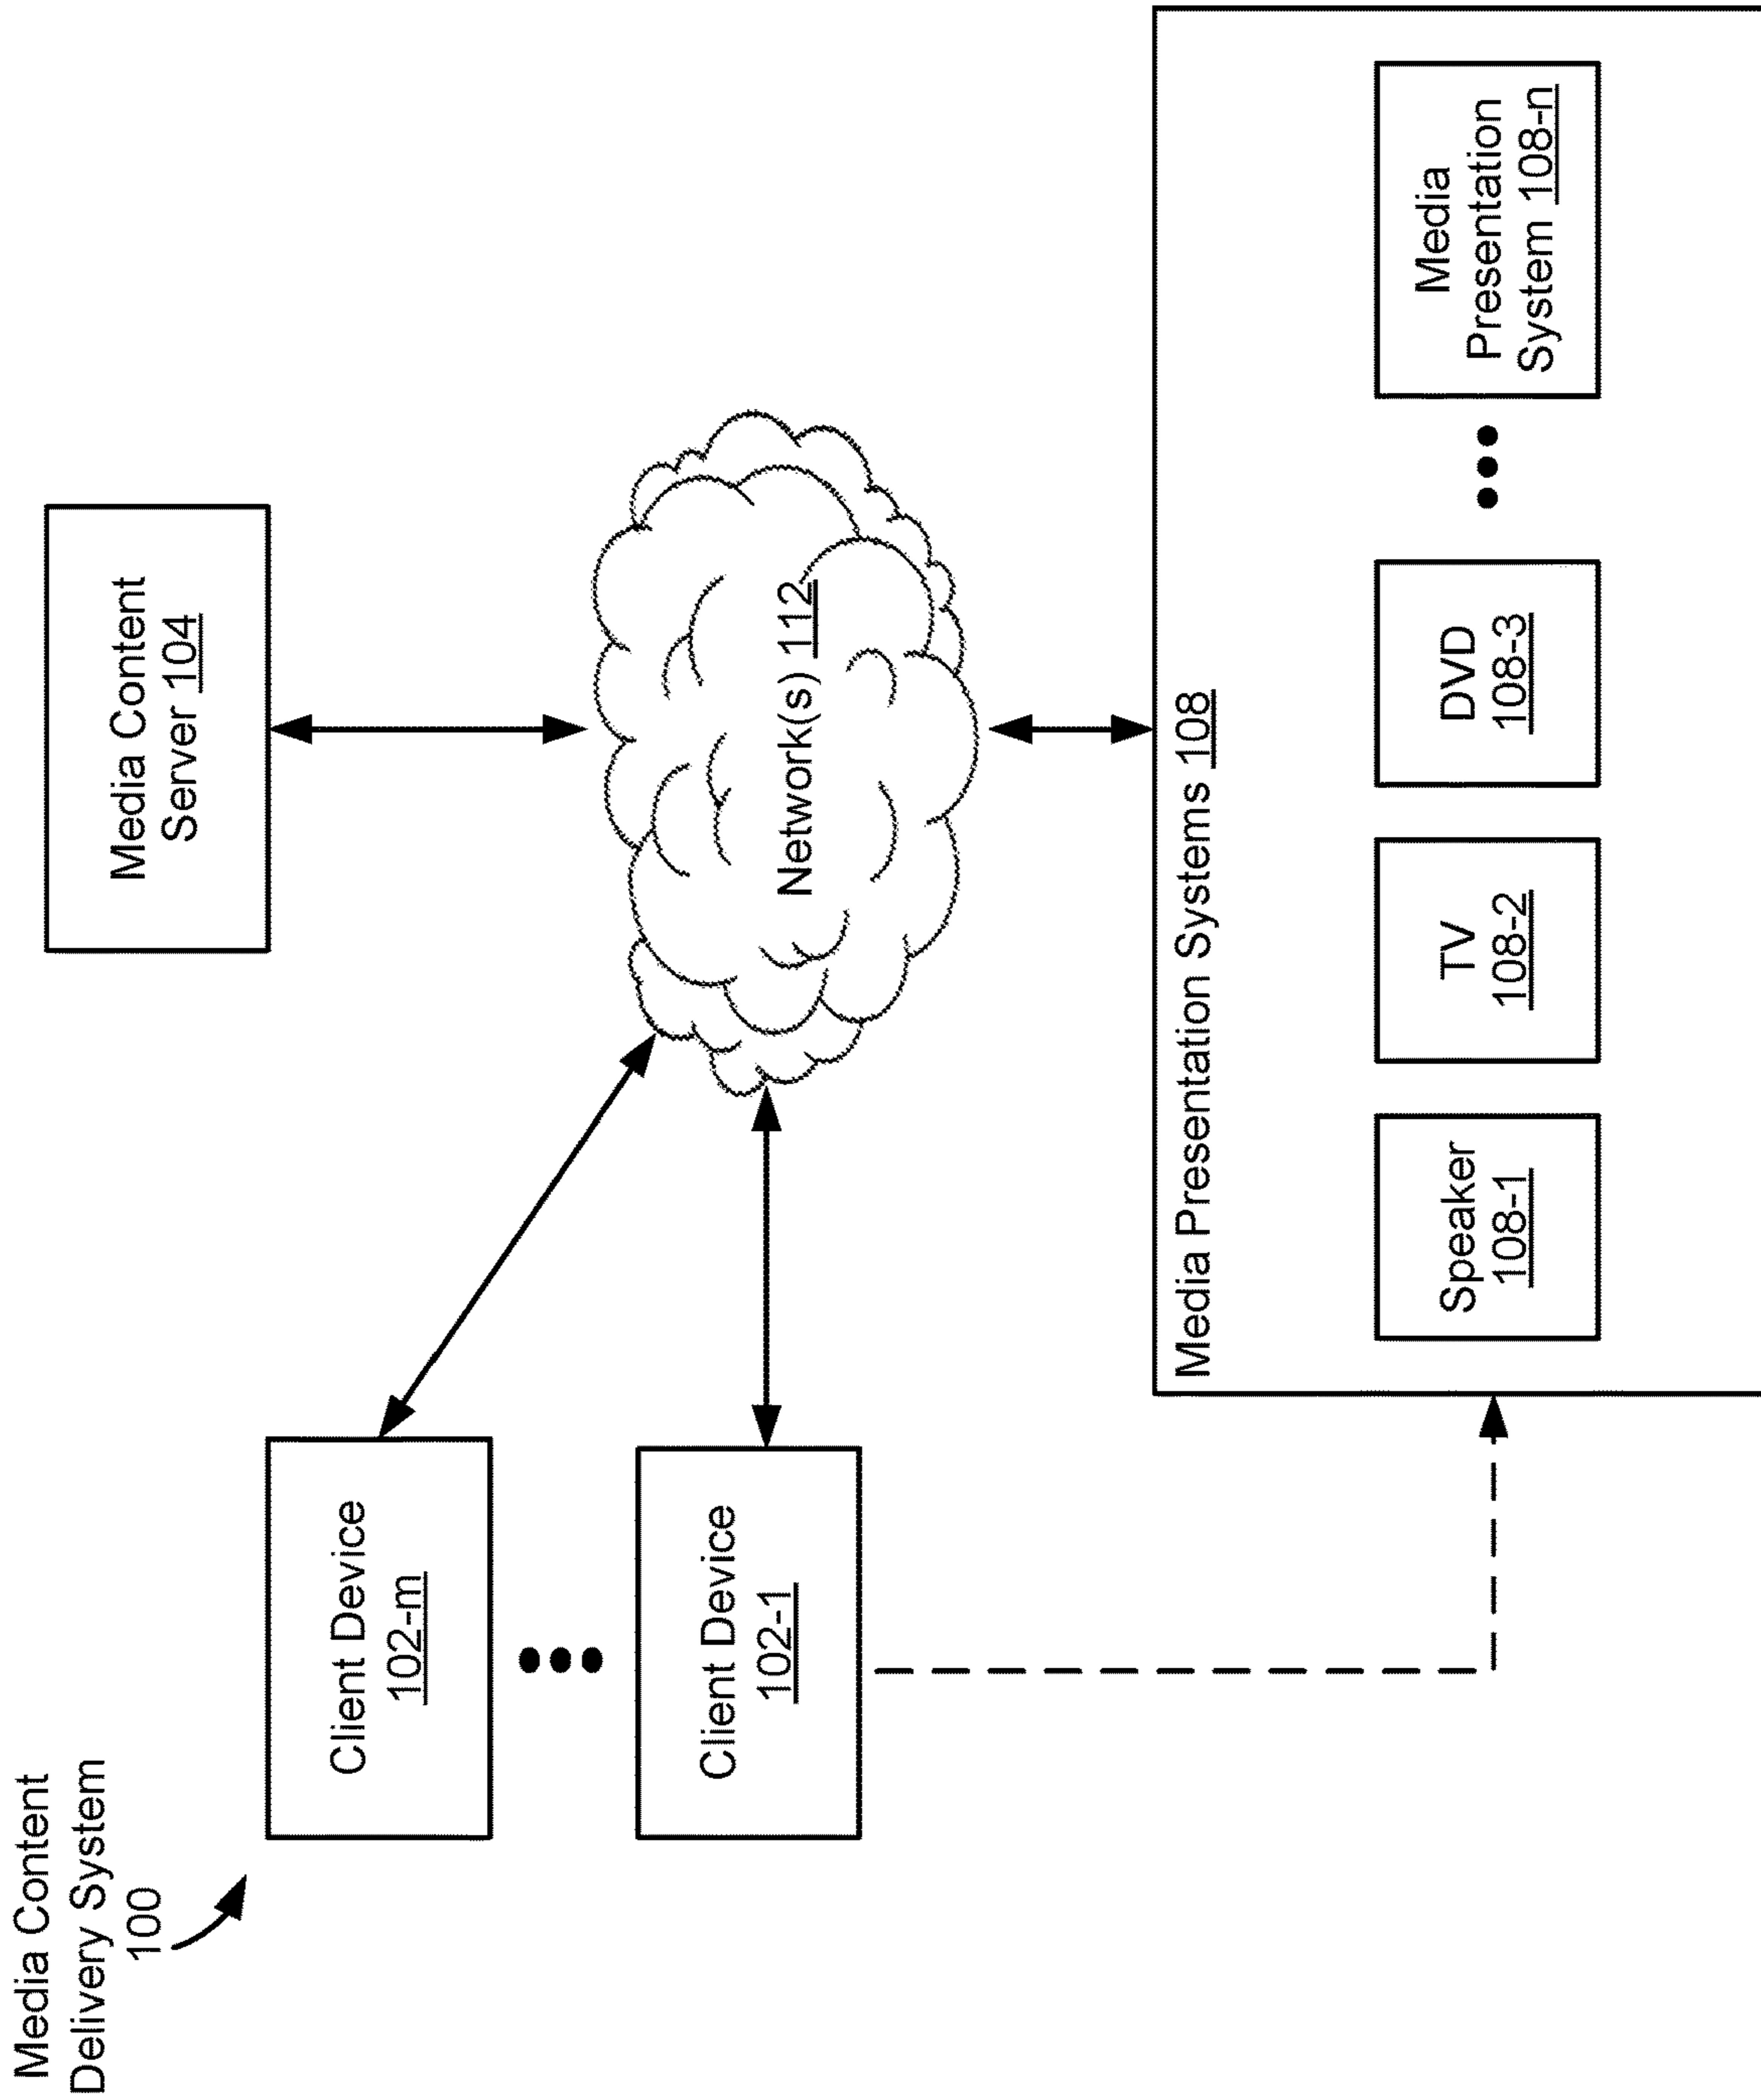 Media Content
Delivery System
100
Media Content
Server 104
Client Device
102-m
Client Device
102-1
Network(s) 112
Media Presentation Systems 108
Speaker
108-1
TV
108-2
DVD
108-3
Media
Presentation
System 108-n